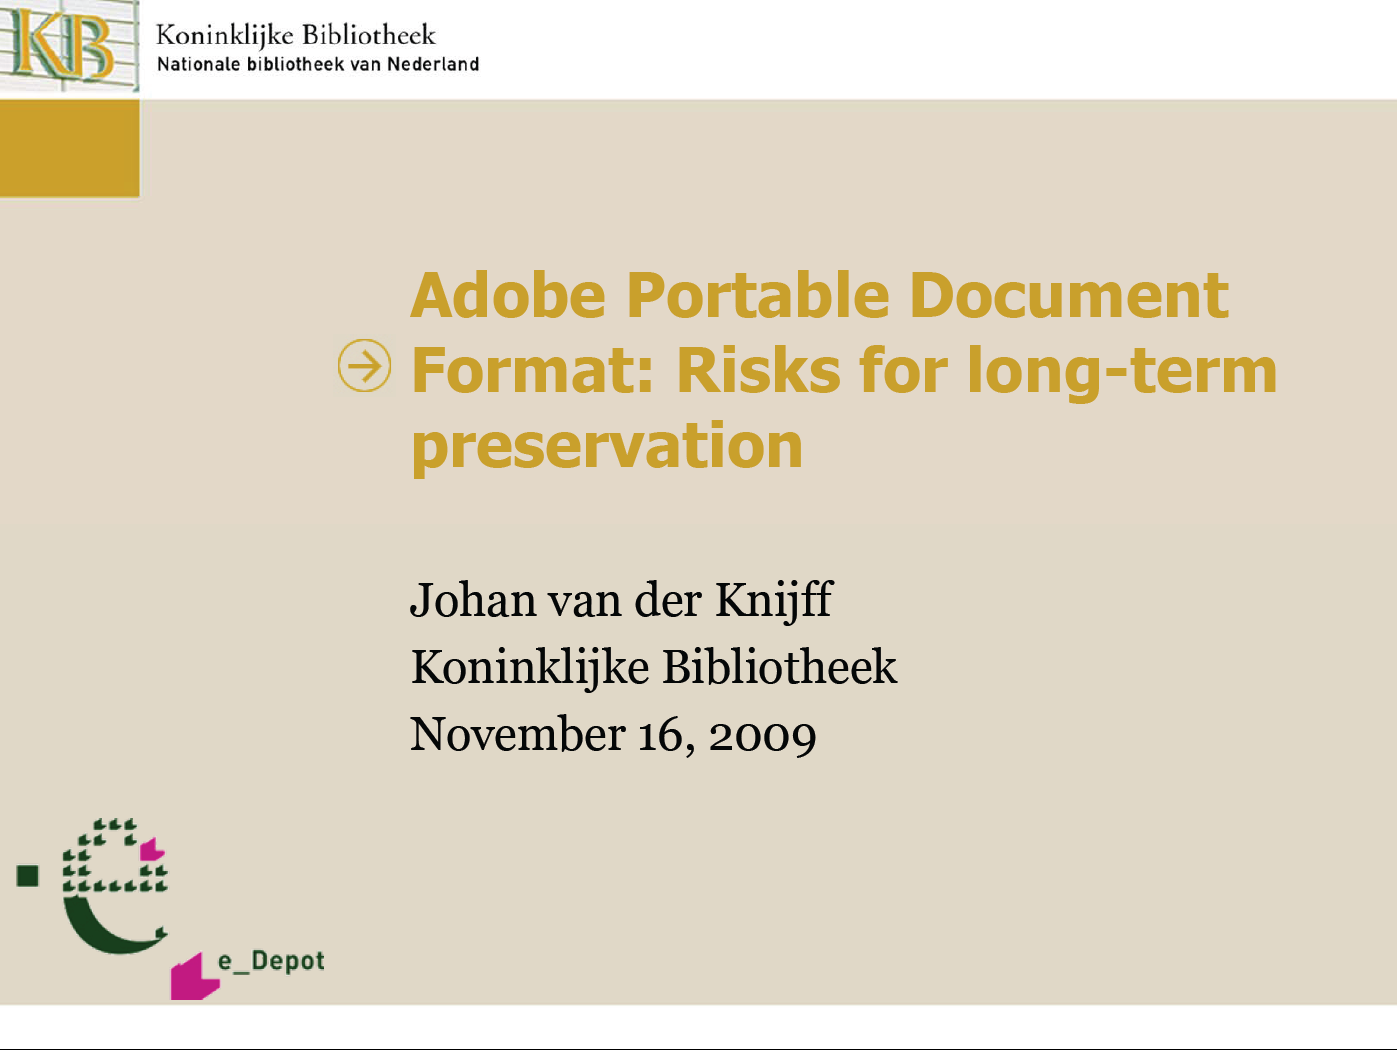 KB
Koninklijke Bibliotheek
Nationale bibliotheek van Nederland
Adobe Portable Document
Format: Risks for long-term
preservation
Johan van der Knijff
Koninklijke Bibliotheek
November 16, 2009
e_Depot